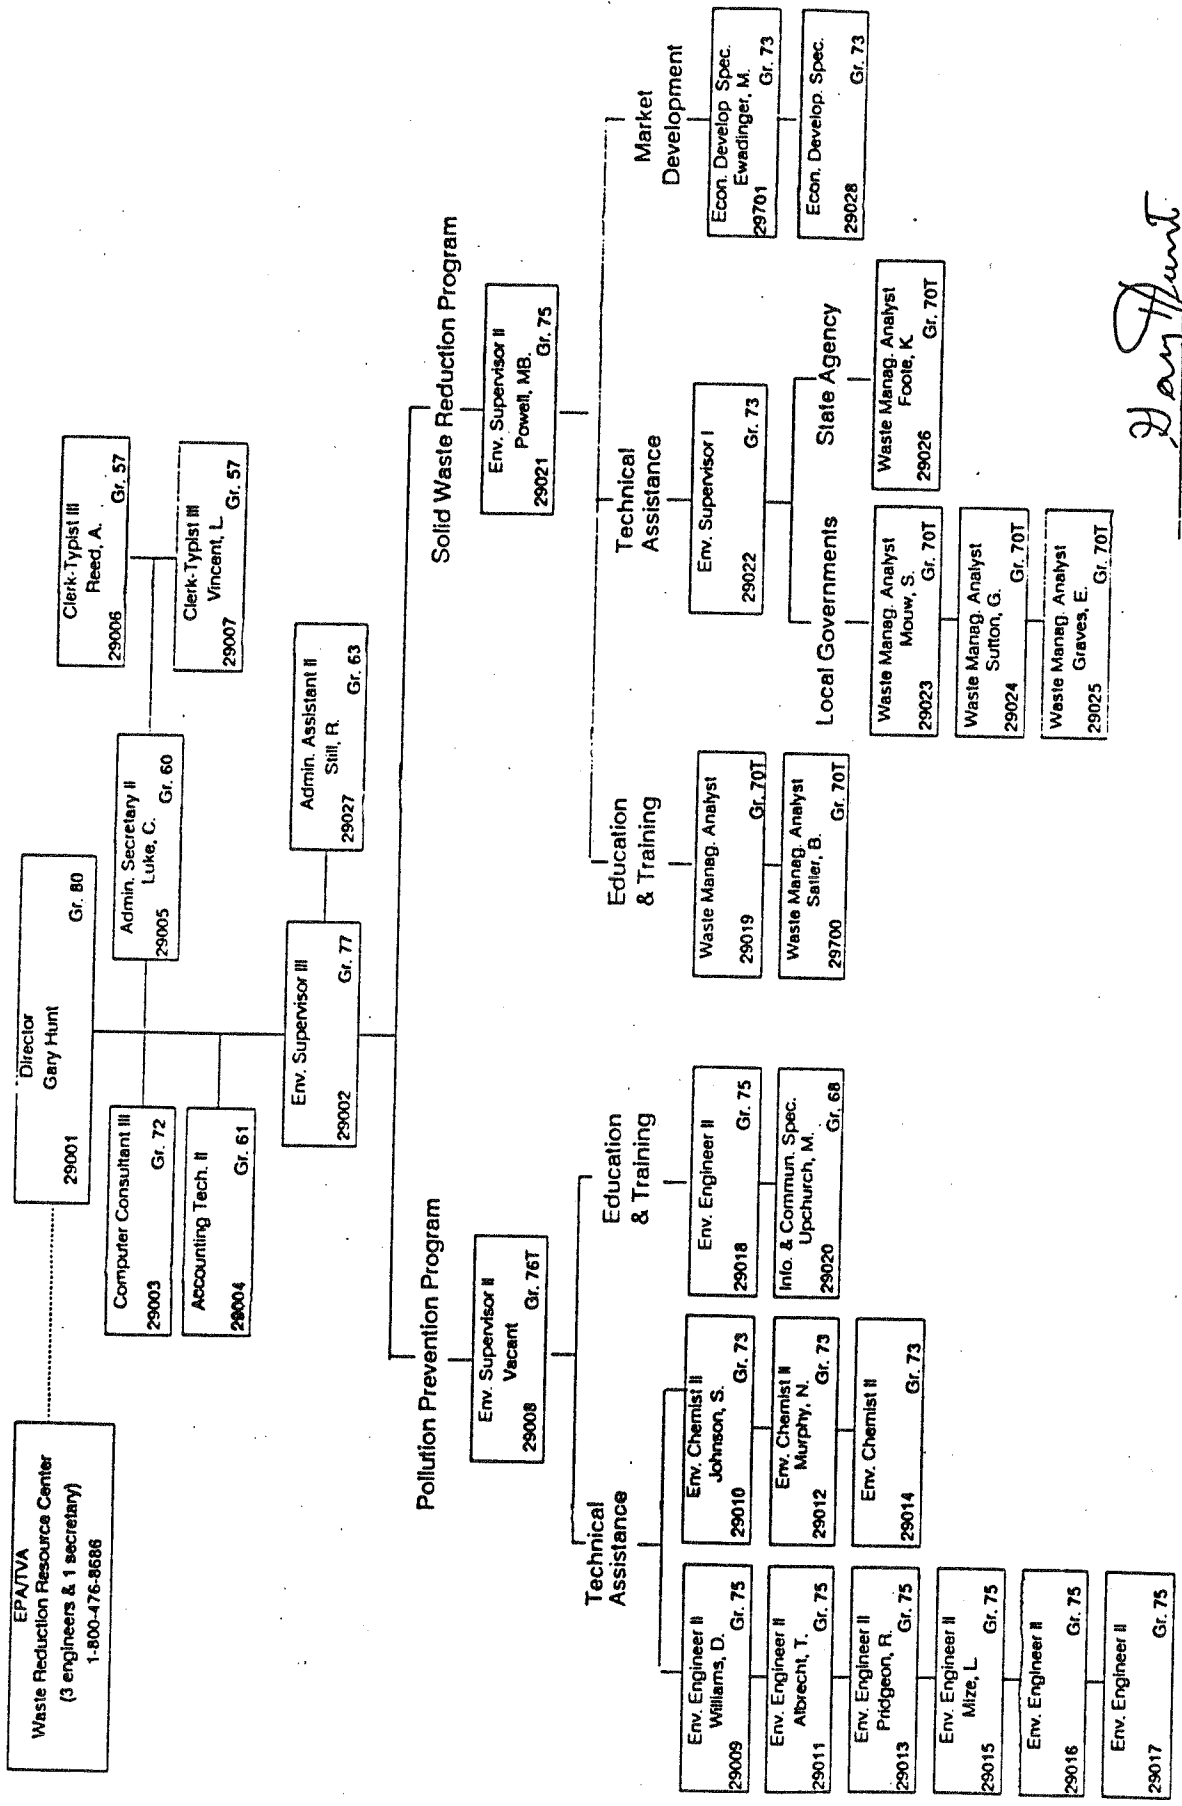 EPA/TVA
Waste Reduction Resource Center
(3 engineers & 1 secretary)
1-800-476-8686
Director
Gary Hunt
29001 Gr. 80
Computer Consultant III
29003 Gr. 72
Accounting Tech. II
29004 Gr. 61
Admin. Secretary II
Luke, C.
29005 Gr. 60
Clerk-Typist III
Reed, A.
29006 Gr. 57
Clerk-Typist III
Vincent, L.
29007 Gr. 57
Env. Supervisor III
29002 Gr. 77
Admin. Assistant II
Still, R.
29027 Gr. 63
Pollution Prevention Program
Env. Supervisor II
Vacant
29008 Gr. 76T
Technical
Assistance
Env. Engineer II
Williams, D.
29009 Gr. 75
Env. Engineer II
Albrecht, T.
29011 Gr. 75
Env. Engineer II
Pridgeon, R.
29013 Gr. 75
Env. Engineer II
Mize, L
29015 Gr. 75
Env. Engineer II
29016 Gr. 75
Env. Engineer II
29017 Gr. 75
Env. Chemist II
Johnson, S.
29010 Gr. 73
Env. Chemist II
Murphy, N.
29012 Gr. 73
Env. Chemist II
29014 Gr. 73
Education
& Training
Env. Engineer II
29018 Gr. 75
Info. & Commun. Spec.
Upchurch, M.
29020 Gr. 68
Solid Waste Reduction Program
Env. Supervisor II
Powell, MB.
29021 Gr. 75
Education
& Training
Waste Manag. Analyst
29019 Gr. 70T
Waste Manag. Analyst
Satler, B.
29700 Gr. 70T
Technical
Assistance
Env. Supervisor I
29022 Gr. 73
Local Governments
Waste Manag. Analyst
Mouw, S.
29023 Gr. 70T
Waste Manag. Analyst
Sutton, G.
29024 Gr. 70T
Waste Manag. Analyst
Graves, E.
29025 Gr. 70T
State Agency
Waste Manag. Analyst
Foote, K.
29026 Gr. 70T
Market
Development
Econ. Develop Spec.
Ewadinger, M.
29701 Gr. 73
Econ. Develop. Spec.
29028 Gr. 73
Gary Hunt